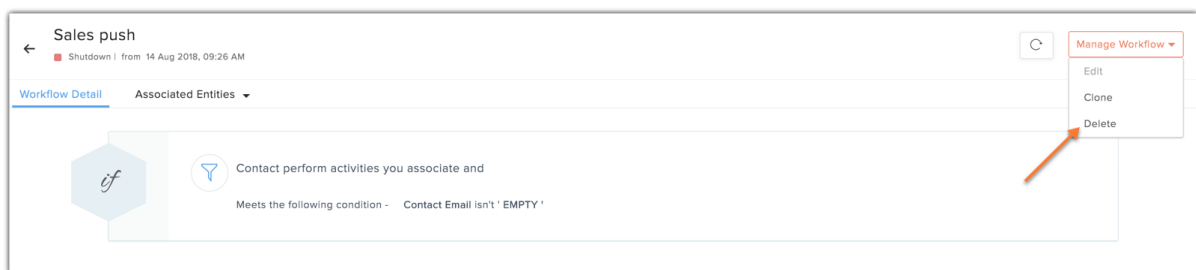 Sales push
Shutdown | from 14 Aug 2018, 09:26 AM
Manage Workflow
Edit
Clone
Delete
Workflow Detail Associated Entities
if
Contact perform activities you associate and
Meets the following condition - Contact Email isn't ' EMPTY '